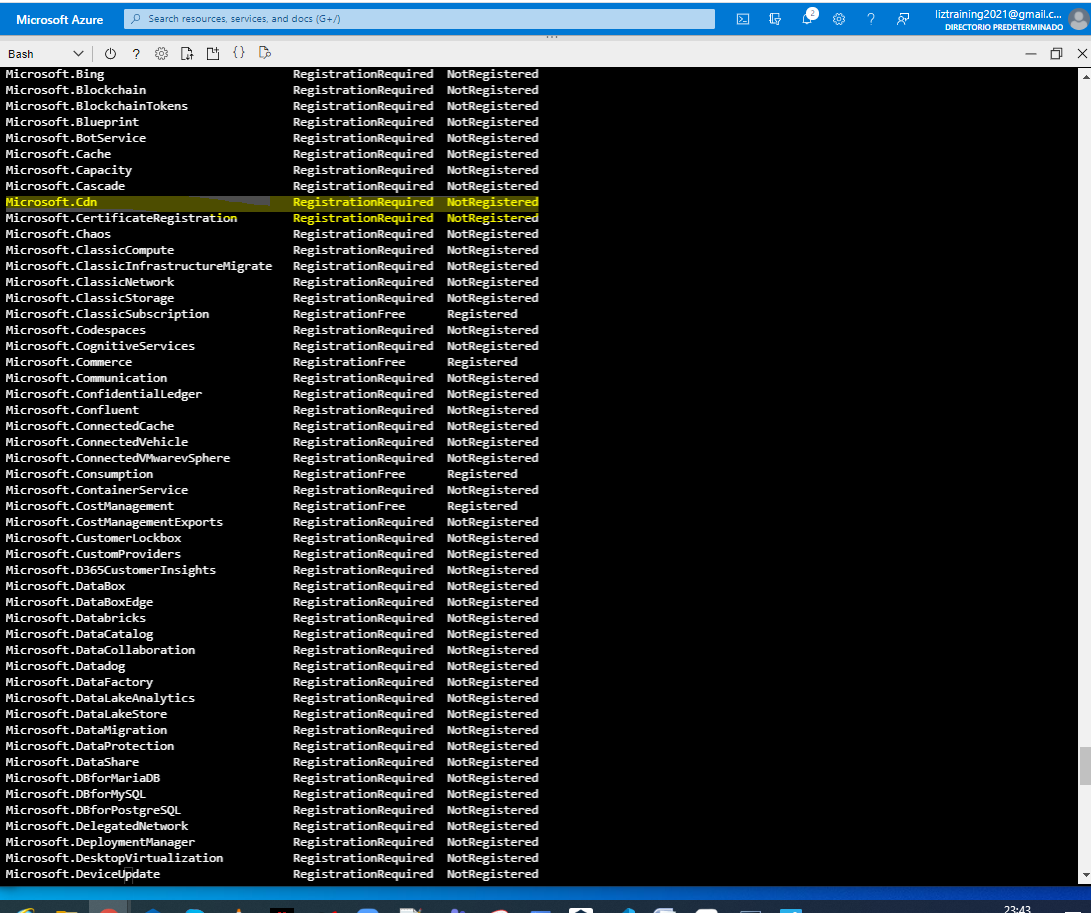 Microsoft Azure
Search resources, services, and docs (G+/)
2
?
liztraining2021@gmail.c...
DIRECTORIO PREDETERMINADO
Bash
?
{}
Microsoft.Bing RegistrationRequired NotRegistered
Microsoft.Blockchain RegistrationRequired NotRegistered
Microsoft.BlockchainTokens RegistrationRequired NotRegistered
Microsoft.Blueprint RegistrationRequired NotRegistered
Microsoft.BotService RegistrationRequired NotRegistered
Microsoft.Cache RegistrationRequired NotRegistered
Microsoft.Capacity RegistrationRequired NotRegistered
Microsoft.Cascade RegistrationRequired NotRegistered
Microsoft.Cdn RegistrationRequired NotRegistered
Microsoft.CertificateRegistration RegistrationRequired NotRegistered
Microsoft.Chaos RegistrationRequired NotRegistered
Microsoft.ClassicCompute RegistrationRequired NotRegistered
Microsoft.ClassicInfrastructureMigrate RegistrationRequired NotRegistered
Microsoft.ClassicNetwork RegistrationRequired NotRegistered
Microsoft.ClassicStorage RegistrationRequired NotRegistered
Microsoft.ClassicSubscription RegistrationFree Registered
Microsoft.Codespaces RegistrationRequired NotRegistered
Microsoft.CognitiveServices RegistrationRequired NotRegistered
Microsoft.Commerce RegistrationFree Registered
Microsoft.Communication RegistrationRequired NotRegistered
Microsoft.ConfidentialLedger RegistrationRequired NotRegistered
Microsoft.Confluent RegistrationRequired NotRegistered
Microsoft.ConnectedCache RegistrationRequired NotRegistered
Microsoft.ConnectedVehicle RegistrationRequired NotRegistered
Microsoft.ConnectedVMwarevSphere RegistrationRequired NotRegistered
Microsoft.Consumption RegistrationFree Registered
Microsoft.ContainerService RegistrationRequired NotRegistered
Microsoft.CostManagement RegistrationFree Registered
Microsoft.CostManagementExports RegistrationRequired NotRegistered
Microsoft.CustomerLockbox RegistrationRequired NotRegistered
Microsoft.CustomProviders RegistrationRequired NotRegistered
Microsoft.D365CustomerInsights RegistrationRequired NotRegistered
Microsoft.DataBox RegistrationRequired NotRegistered
Microsoft.DataBoxEdge RegistrationRequired NotRegistered
Microsoft.Databricks RegistrationRequired NotRegistered
Microsoft.DataCatalog RegistrationRequired NotRegistered
Microsoft.DataCollaboration RegistrationRequired NotRegistered
Microsoft.Datadog RegistrationRequired NotRegistered
Microsoft.DataFactory RegistrationRequired NotRegistered
Microsoft.DataLakeAnalytics RegistrationRequired NotRegistered
Microsoft.DataLakeStore RegistrationRequired NotRegistered
Microsoft.DataMigration RegistrationRequired NotRegistered
Microsoft.DataProtection RegistrationRequired NotRegistered
Microsoft.DataShare RegistrationRequired NotRegistered
Microsoft.DBforMariaDB RegistrationRequired NotRegistered
Microsoft.DBforMySQL RegistrationRequired NotRegistered
Microsoft.DBforPostgreSQL RegistrationRequired NotRegistered
Microsoft.DelegatedNetwork RegistrationRequired NotRegistered
Microsoft.DeploymentManager RegistrationRequired NotRegistered
Microsoft.DesktopVirtualization RegistrationRequired NotRegistered
Microsoft.DeviceUpdate RegistrationRequired NotRegistered
23:43